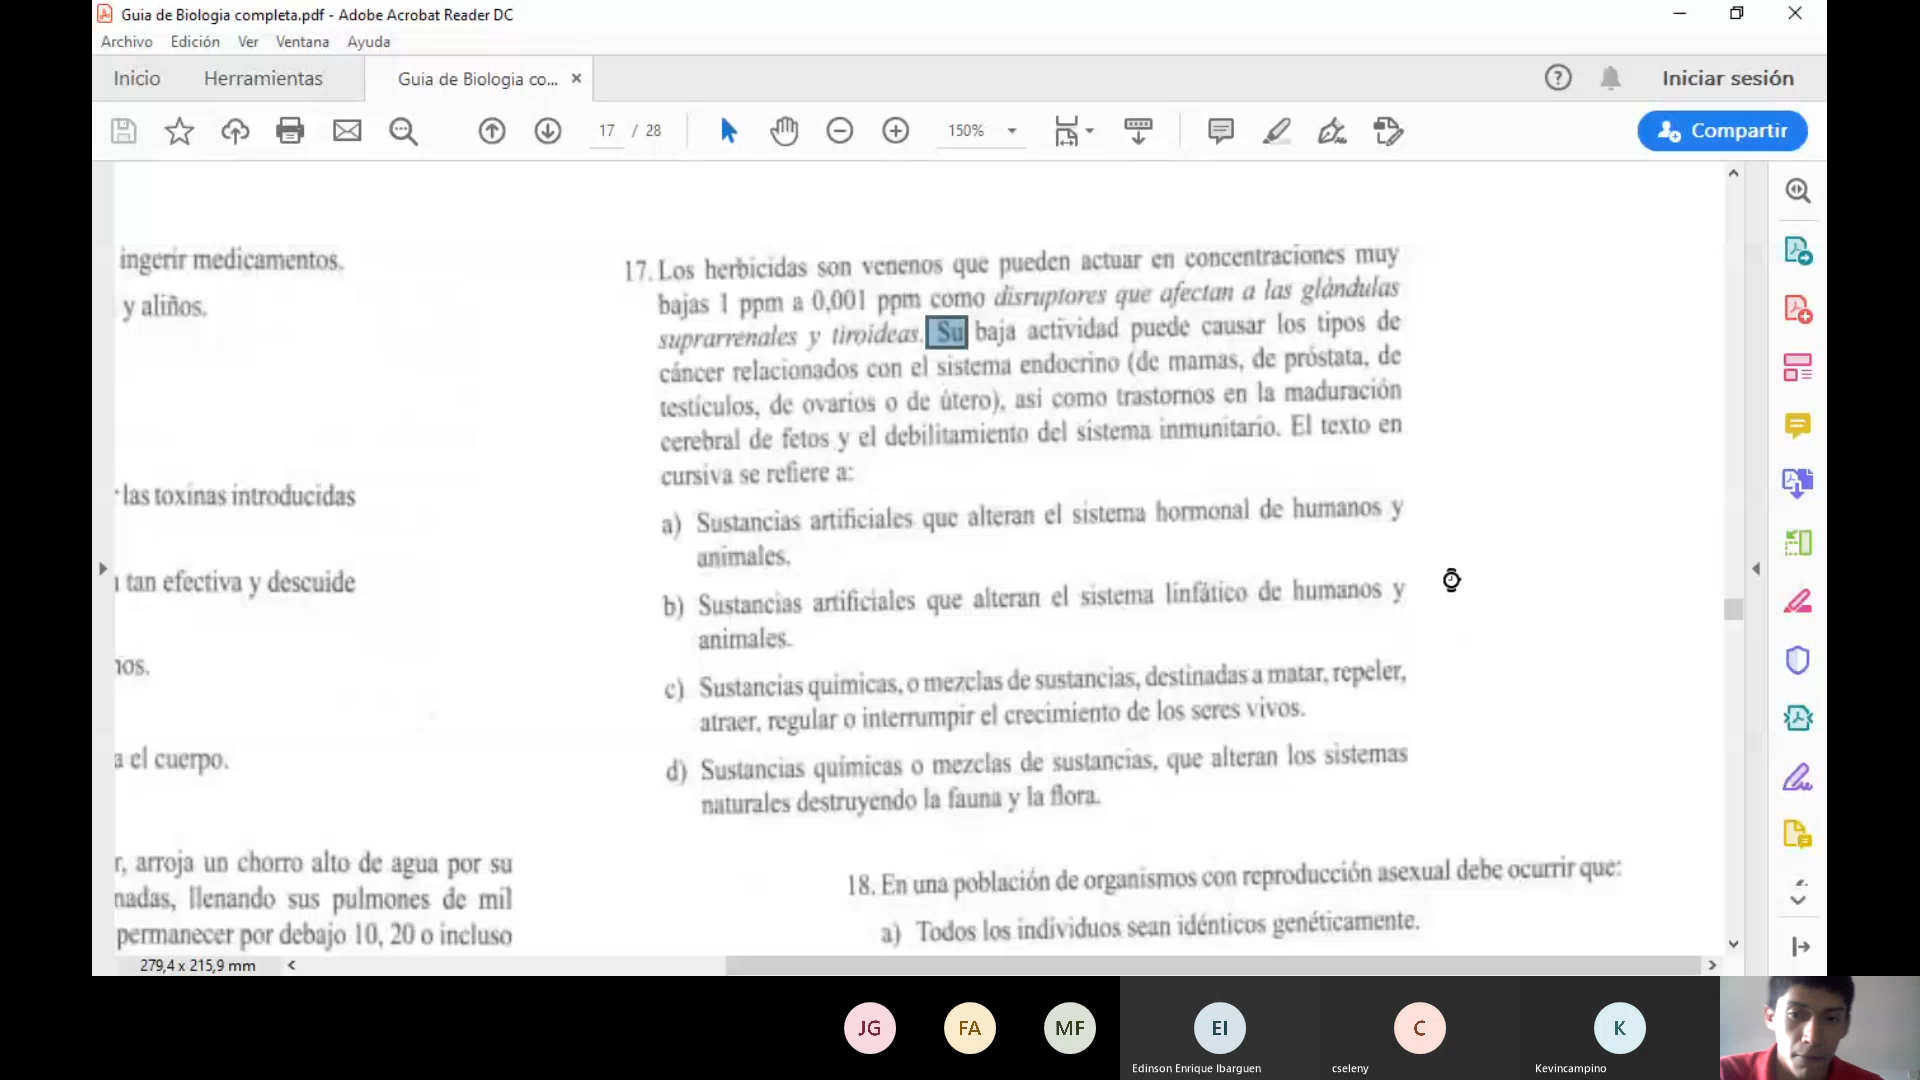 Guia de Biologia completa.pdf - Adobe Acrobat Reader DC
Archivo Edición Ver Ventana Ayuda
Inicio Herramientas Guia de Biologia co... × Iniciar sesión
17 / 28 150% Compartir
ingerir medicamentos.
y aliños.
las toxinas introducidas
tan efectiva y descuide
a el cuerpo.
r, arroja un chorro alto de agua por su
nadas, llenando sus pulmones de mil
permanecer por debajo 10, 20 o incluso
17. Los herbicidas son venenos que pueden actuar en concentraciones muy
bajas 1 ppm a 0,001 ppm como disruptores que afectan a las glàndulas
suprarrenales y tiroideas. Su baja actividad puede causar los tipos de
cáncer relacionados con el sistema endocrino (de mamas, de próstata, de
testículos, de ovarios o de útero), asi como trastornos en la maduración
cerebral de fetos y el debilitamiento del sistema inmunitario. El texto en
cursiva se refiere a:
a) Sustancias artificiales que alteran el sistema hormonal de humanos y
animales.
b) Sustancias artificiales que alteran el sistema linfático de humanos y
animales.
c) Sustancias químicas, o mezclas de sustancias, destinadas a matar, repeler,
atraer, regular o interrumpir el crecimiento de los seres vivos.
d) Sustancias químicas o mezclas de sustancias, que alteran los sistemas
naturales destruyendo la fauna y la flora.
18. En una población de organismos con reproducción asexual debe ocurrir que:
a) Todos los individuos sean idénticos genéticamente.
279,4 x 215,9 mm
JG FA MF EI C K
Edinson Enrique Ibarguen cseleny Kevincampino